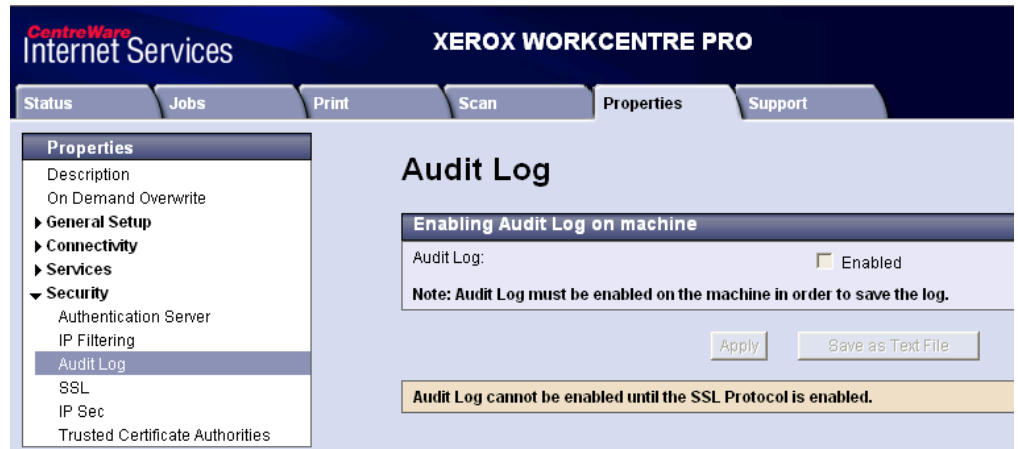 CentreWare
Internet Services
XEROX WORKCENTRE PRO
Status Jobs Print Scan Properties Support
Properties
Description
On Demand Overwrite
General Setup
Connectivity
Services
Security
Authentication Server
IP Filtering
Audit Log
SSL
IP Sec
Trusted Certificate Authorities
Audit Log
Enabling Audit Log on machine
Audit Log: Enabled
Note: Audit Log must be enabled on the machine in order to save the log.
Apply Save as Text File
Audit Log cannot be enabled until the SSL Protocol is enabled.